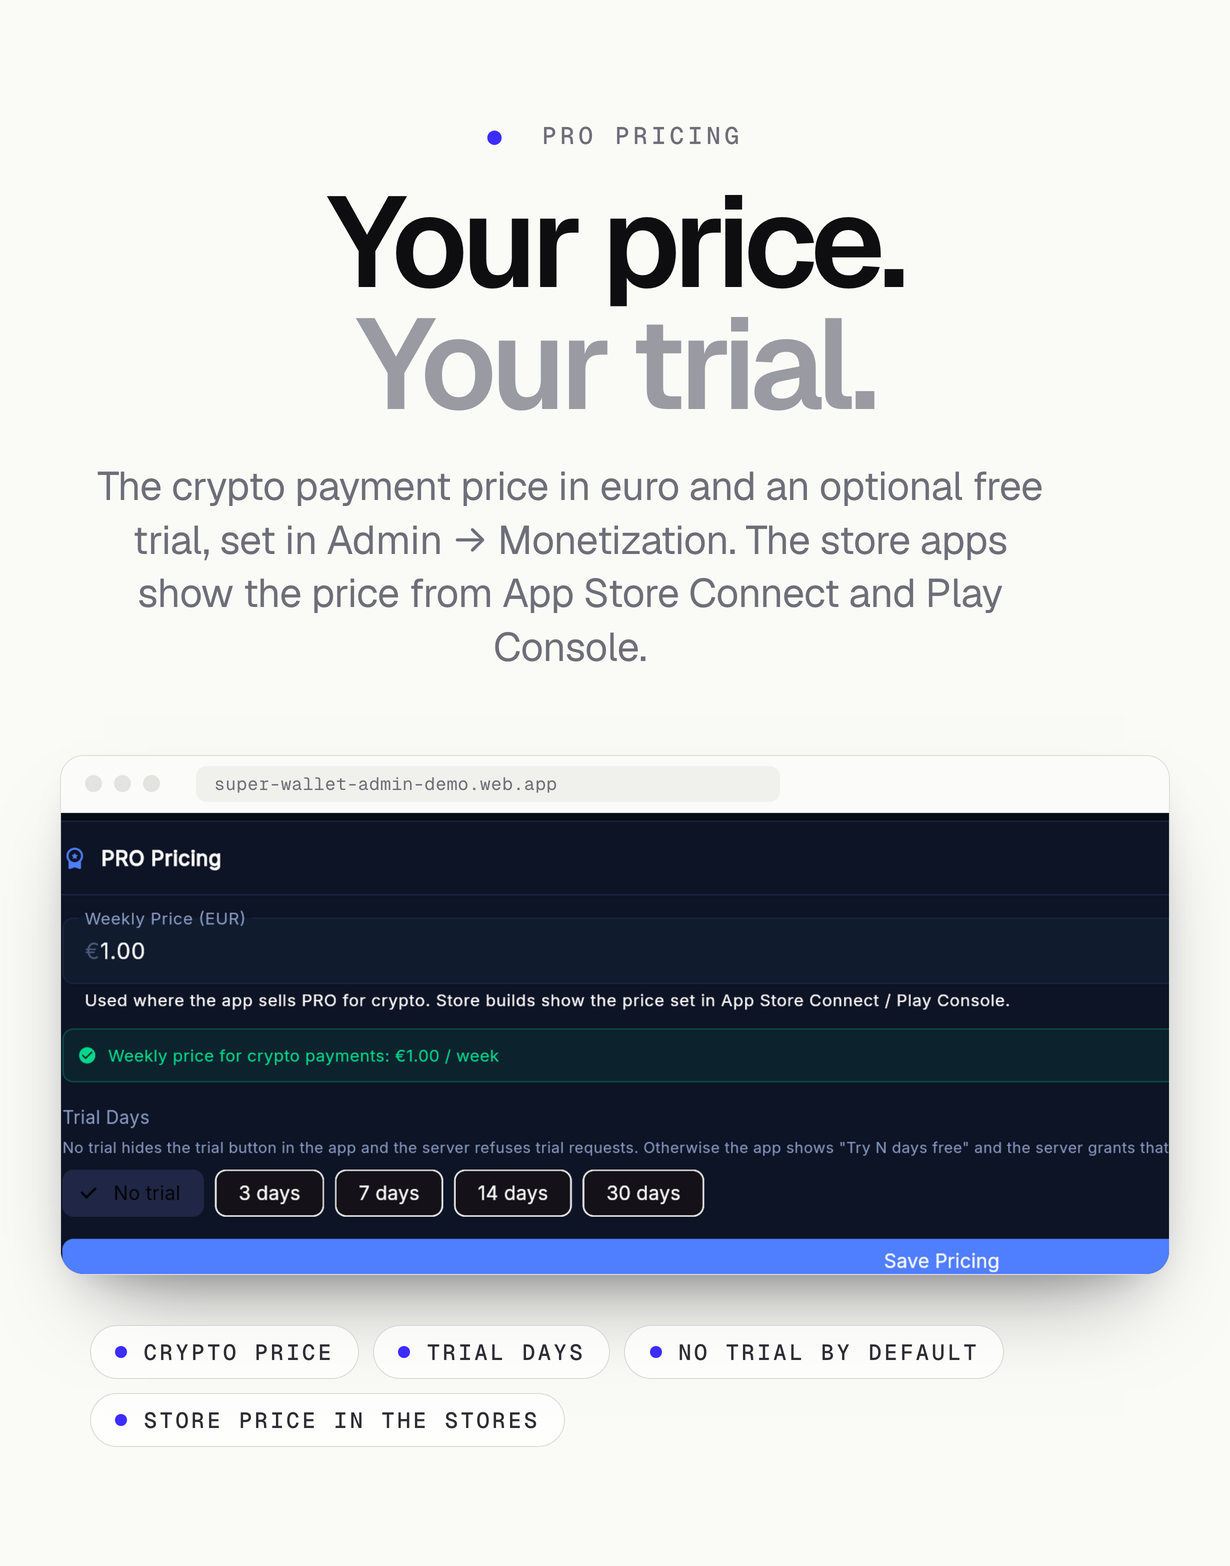 PRO PRICING
Your price.
Your trial.
The crypto payment price in euro and an optional free
trial, set in Admin → Monetization. The store apps
show the price from App Store Connect and Play
Console.
super-wallet-admin-demo.web.app
PRO Pricing
Weekly Price (EUR)
€1.00
Used where the app sells PRO for crypto. Store builds show the price set in App Store Connect / Play Console.
Weekly price for crypto payments: €1.00 / week
Trial Days
No trial hides the trial button in the app and the server refuses trial requests. Otherwise the app shows "Try N days free" and the server grants that
No trial 3 days 7 days 14 days 30 days
Save Pricing
CRYPTO PRICE TRIAL DAYS NO TRIAL BY DEFAULT
STORE PRICE IN THE STORES